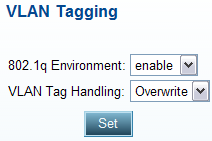 VLAN Tagging
802.1q Environment: enable
VLAN Tag Handling: Overwrite
Set